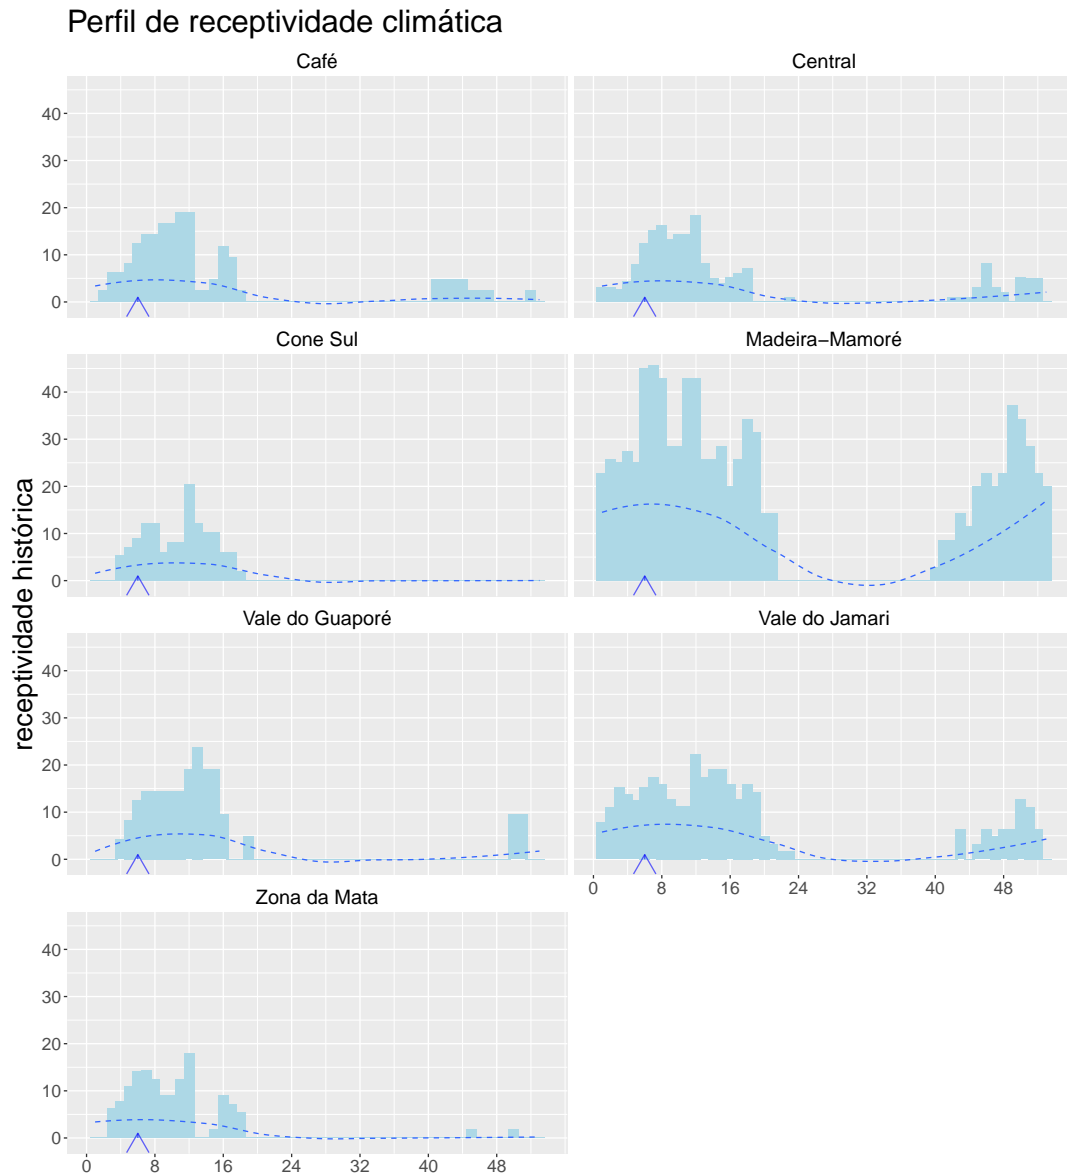 Perfil de receptividade climática
Café Central
40
30
20
10
0
Cone Sul Madeira−Mamoré
40
30
20
10
0
receptividade histórica
Vale do Guaporé Vale do Jamari
40
30
20
10
0
0 8 16 24 32 40 48
Zona da Mata
40
30
20
10
0
0 8 16 24 32 40 48